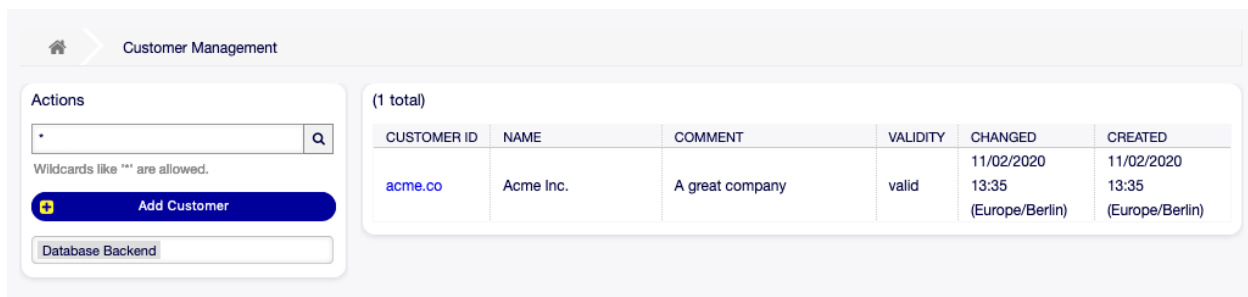 Customer Management
Actions
*
Wildcards like '*' are allowed.
Add Customer
Database Backend
(1 total)
CUSTOMER ID NAME COMMENT VALIDITY CHANGED CREATED
acme.co Acme Inc. A great company valid 11/02/2020 13:35 (Europe/Berlin) 11/02/2020 13:35 (Europe/Berlin)